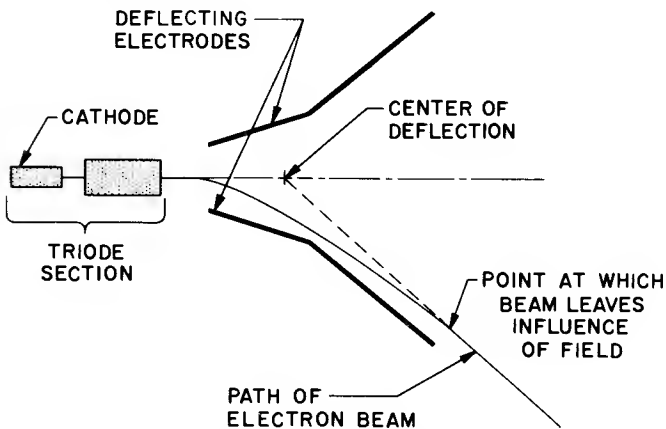 DEFLECTING
ELECTRODES
CATHODE
CENTER OF
DEFLECTION
TRIODE
SECTION
POINT AT WHICH
BEAM LEAVES
INFLUENCE
OF FIELD
PATH OF
ELECTRON BEAM